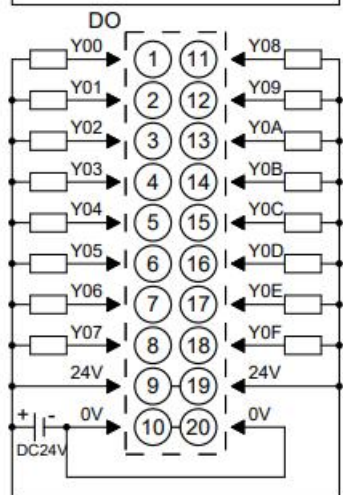 DO
Y00 1 11 Y08
Y01 2 12 Y09
Y02 3 13 Y0A
Y03 4 14 Y0B
Y04 5 15 Y0C
Y05 6 16 Y0D
Y06 7 17 Y0E
Y07 8 18 Y0F
24V 9 19 24V
+ - 0V 10 20 0V
DC24V